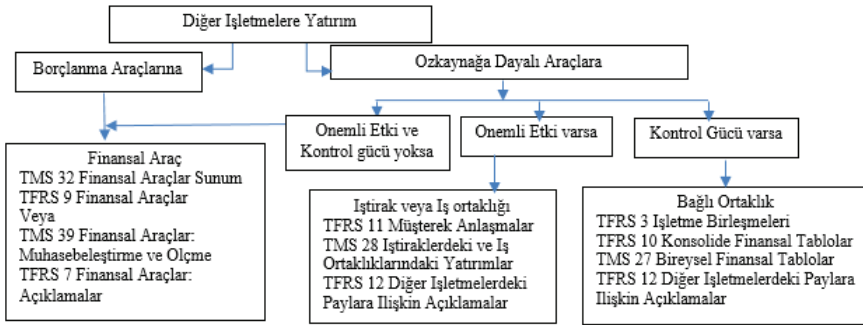 Diğer Işletmelere Yatırım
Borçlanma Araçlarına
Ozkaynağa Dayalı Araçlara
Onemli Etki ve
Kontrol gücü yoksa
Onemli Etki varsa
Kontrol Gücü varsa
Finansal Araç
TMS 32 Finansal Araçlar Sunum
TFRS 9 Finansal Araçlar
Veya
TMS 39 Finansal Araçlar:
Muhasebeleştirme ve Olçme
TFRS 7 Finansal Araçlar:
Açıklamalar
Iştirak veya Iş ortaklığı
TFRS 11 Müşterek Anlaşmalar
TMS 28 Iştiraklerdeki ve Iş
Ortaklıklarındaki Yatırımlar
TFRS 12 Diğer Işletmelerdeki
Paylara Ilişkin Açıklamalar
Bağlı Ortaklık
TFRS 3 Işletme Birleşmeleri
TFRS 10 Konsolide Finansal Tablolar
TMS 27 Bireysel Finansal Tablolar
TFRS 12 Diğer Işletmelerdeki Paylara
Ilişkin Açıklamalar